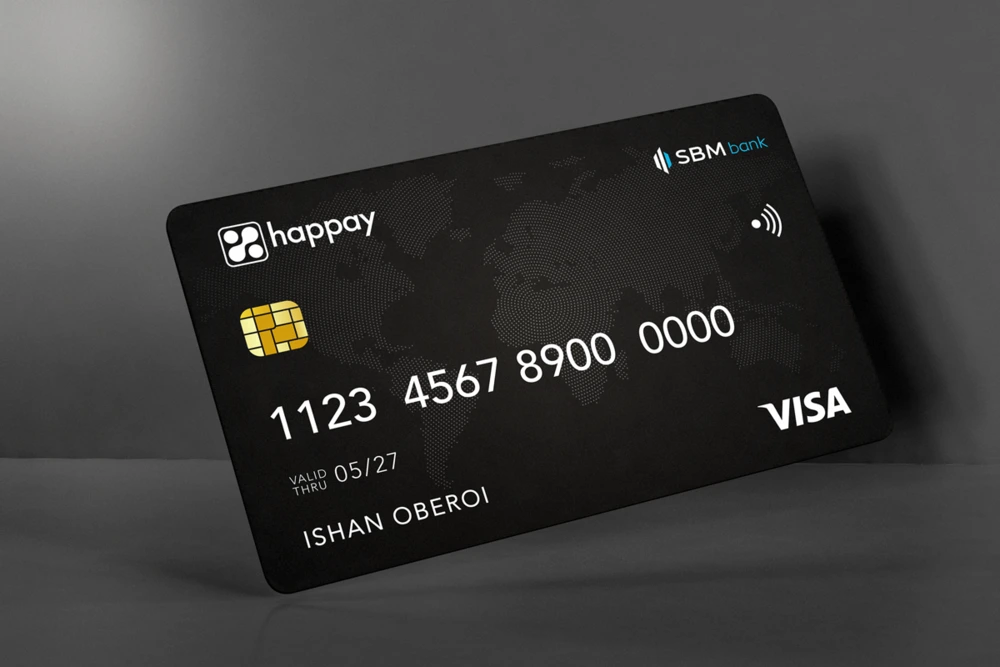 SBM bank
happay
1123 4567 8900 0000
VISA
VALID THRU 05/27
ISHAN OBEROI